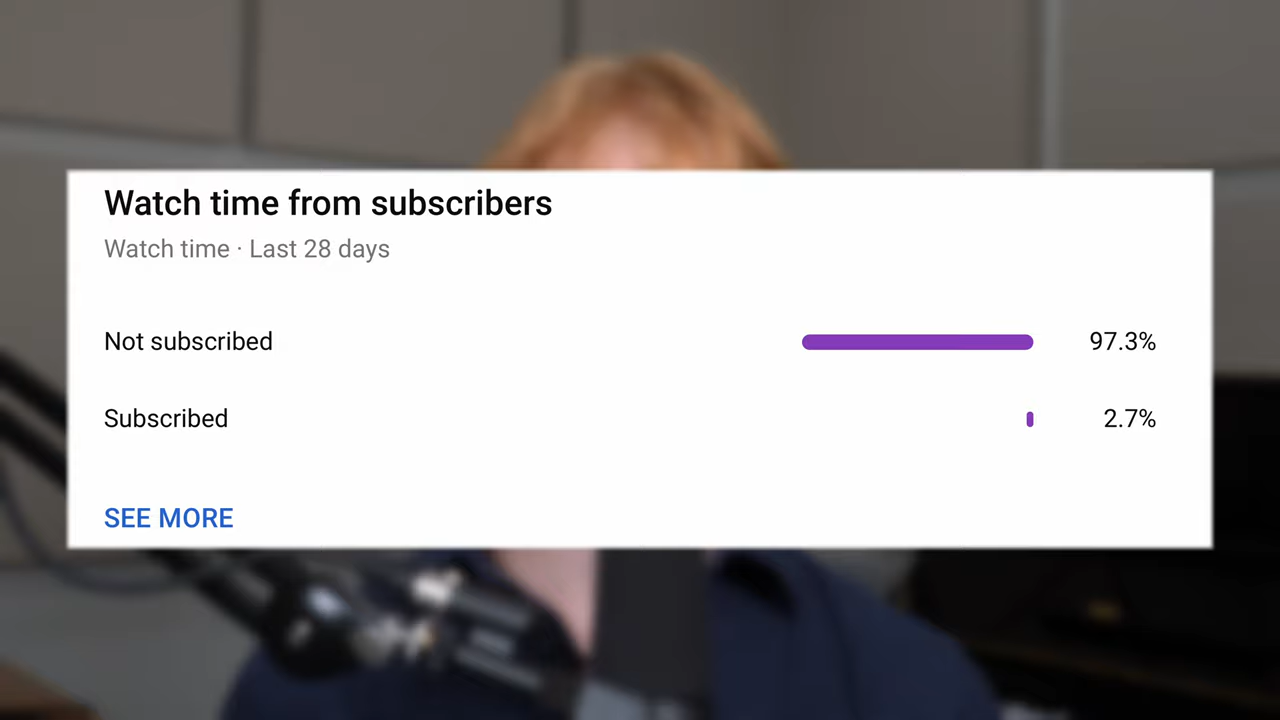 Watch time from subscribers
Watch time · Last 28 days
Not subscribed 97.3%
Subscribed 2.7%
SEE MORE